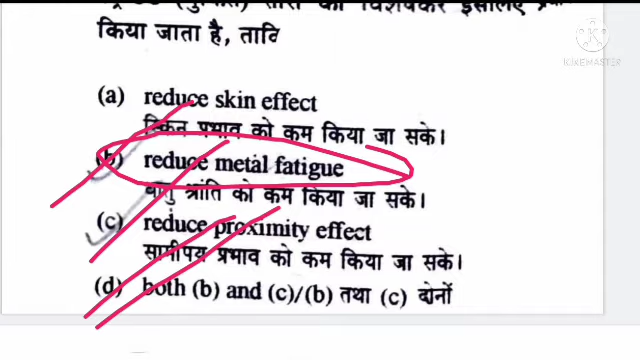 किया जाता है, ताकि
(a) reduce skin effect
स्किन प्रभाव को कम किया जा सके।
(b) reduce metal fatigue
धातु श्रांति को कम किया जा सके।
(c) reduce proximity effect
सामीपय प्रभाव को कम किया जा सके।
(d) both (b) and (c)/(b) तथा (c) दोनों
K
KINEMASTER